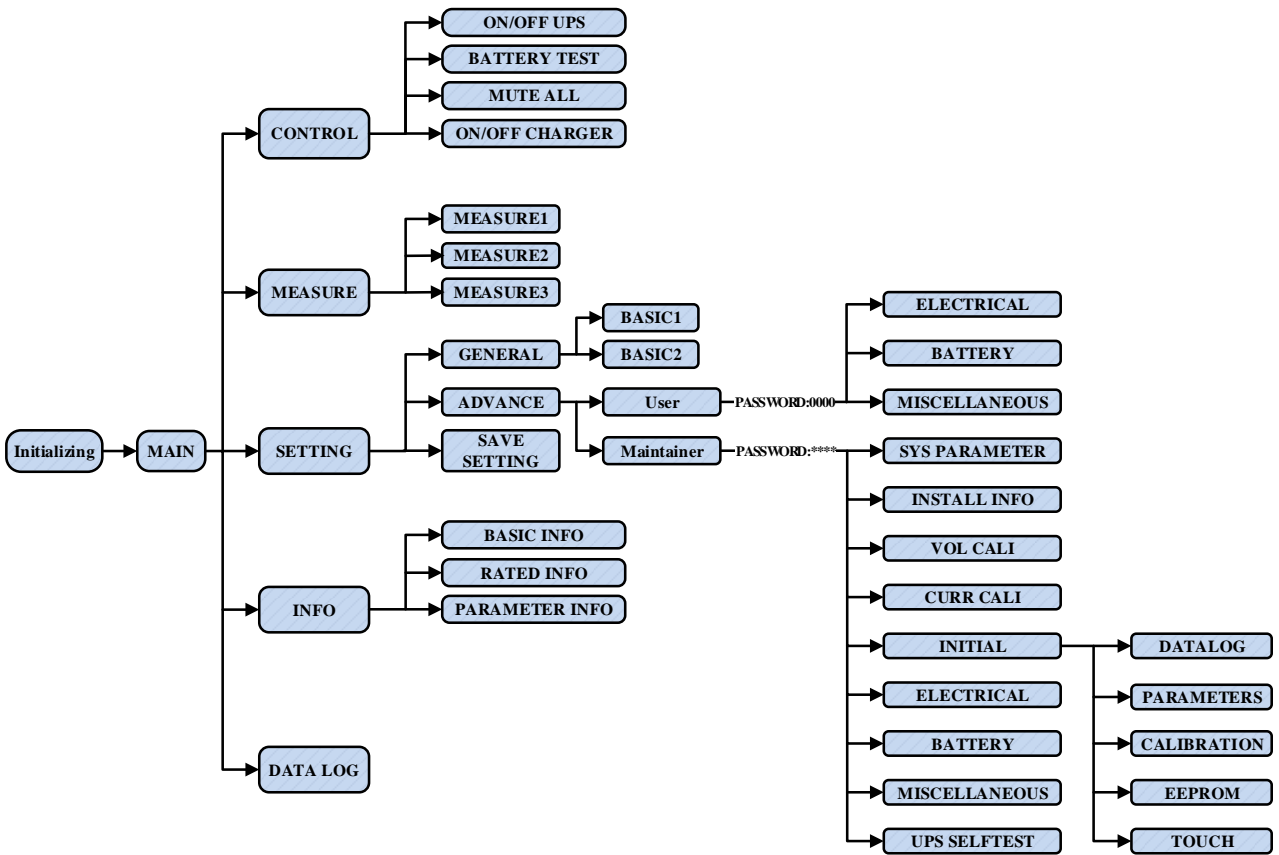 Initializing
MAIN
CONTROL
ON/OFF UPS
BATTERY TEST
MUTE ALL
ON/OFF CHARGER
MEASURE
MEASURE1
MEASURE2
MEASURE3
SETTING
GENERAL
BASIC1
BASIC2
ADVANCE
User
PASSWORD:0000
ELECTRICAL
BATTERY
MISCELLANEOUS
Maintainer
PASSWORD:****
SYS PARAMETER
INSTALL INFO
VOL CALI
CURR CALI
INITIAL
DATALOG
PARAMETERS
CALIBRATION
EEPROM
TOUCH
ELECTRICAL
BATTERY
MISCELLANEOUS
UPS SELFTEST
SAVE
SETTING
INFO
BASIC INFO
RATED INFO
PARAMETER INFO
DATA LOG